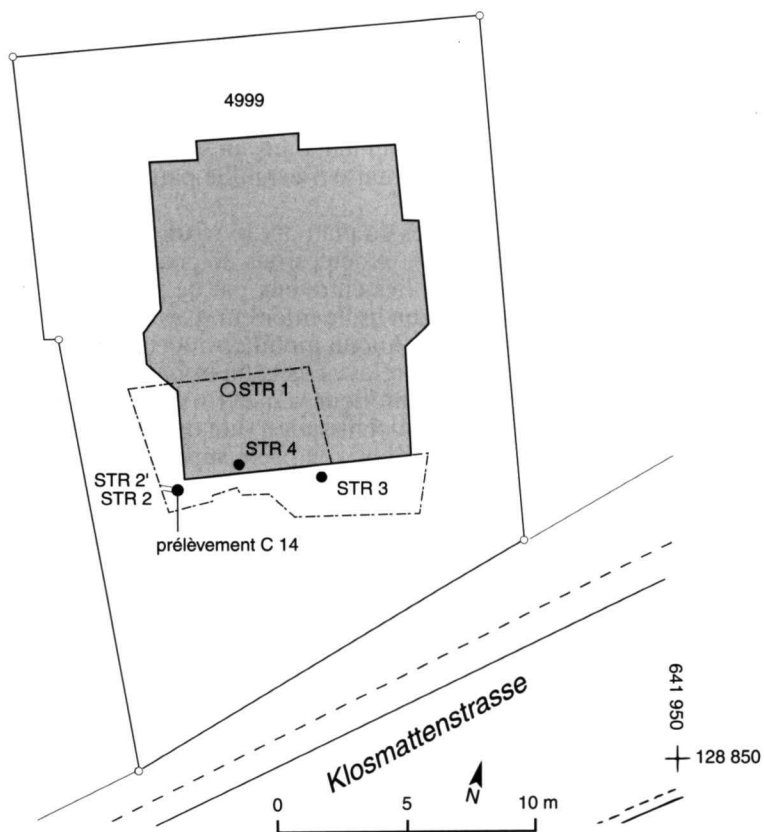 4999
STR 1
STR 4
STR 2'
STR 2
STR 3
prélèvement C 14
Klosmattenstrasse
641 950
128 850
N
0 5 10 m